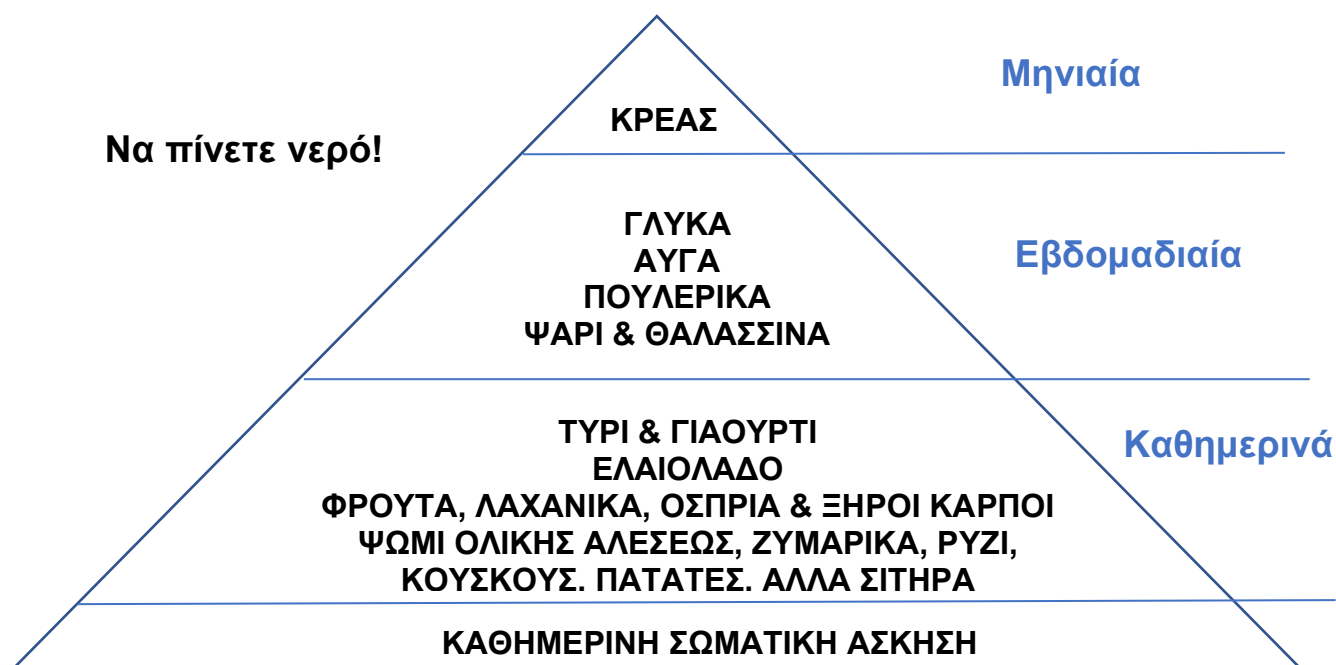 Μηνιαία
ΚΡΕΑΣ
Να πίνετε νερό!
ΓΛΥΚΑ
ΑΥΓΑ
ΠΟΥΛΕΡΙΚΑ
ΨΑΡΙ & ΘΑΛΑΣΣΙΝΑ
Εβδομαδιαία
ΤΥΡΙ & ΓΙΑΟΥΡΤΙ
ΕΛΑΙΟΛΑΔΟ
ΦΡΟΥΤΑ, ΛΑΧΑΝΙΚΑ, ΟΣΠΡΙΑ & ΞΗΡΟΙ ΚΑΡΠΟΙ
ΨΩΜΙ ΟΛΙΚΗΣ ΑΛΕΣΕΩΣ, ΖΥΜΑΡΙΚΑ, ΡΥΖΙ,
ΚΟΥΣΚΟΥΣ. ΠΑΤΑΤΕΣ. ΑΛΛΑ ΣΙΤΗΡΑ
Καθημερινά
ΚΑΘΗΜΕΡΙΝΗ ΣΩΜΑΤΙΚΗ ΑΣΚΗΣΗ